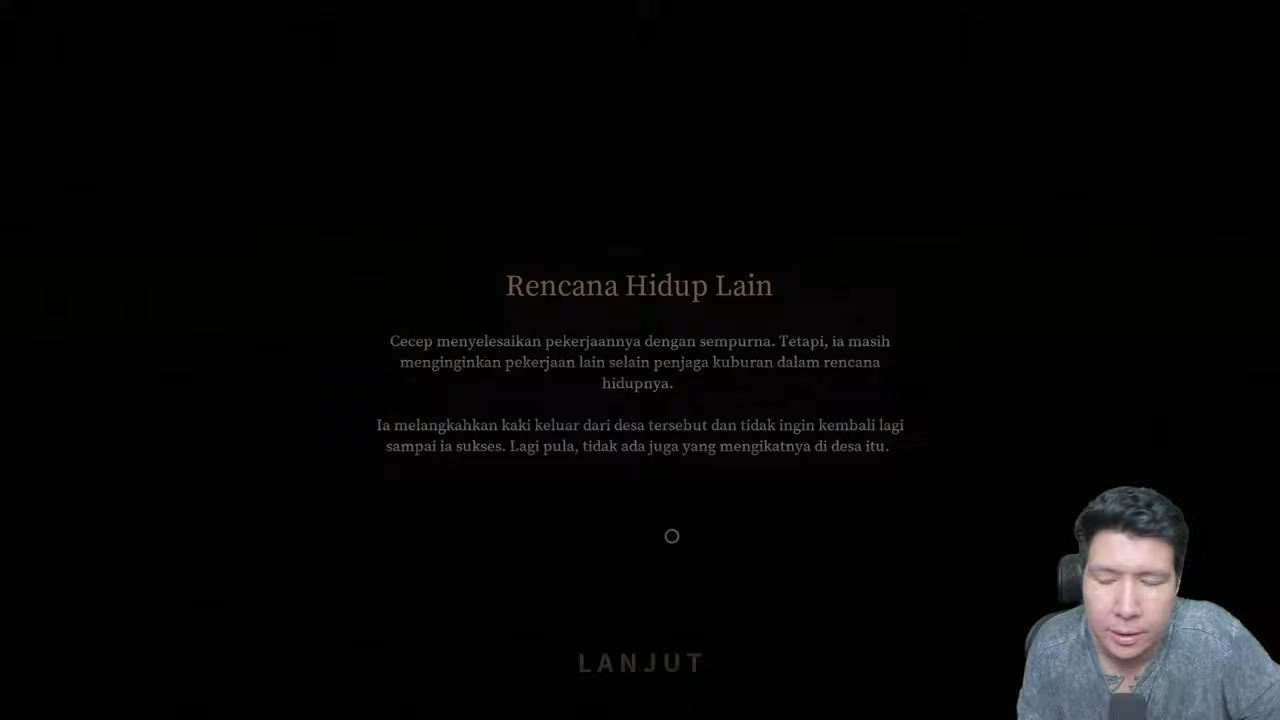 Rencana Hidup Lain
Cecep menyelesaikan pekerjaannya dengan sempurna. Tetapi, ia masih
menginginkan pekerjaan lain selain penjaga kuburan dalam rencana
hidupnya.
Ia melangkahkan kaki keluar dari desa tersebut dan tidak ingin kembali lagi
sampai ia sukses. Lagi pula, tidak ada juga yang mengikatnya di desa itu.
LANJUT